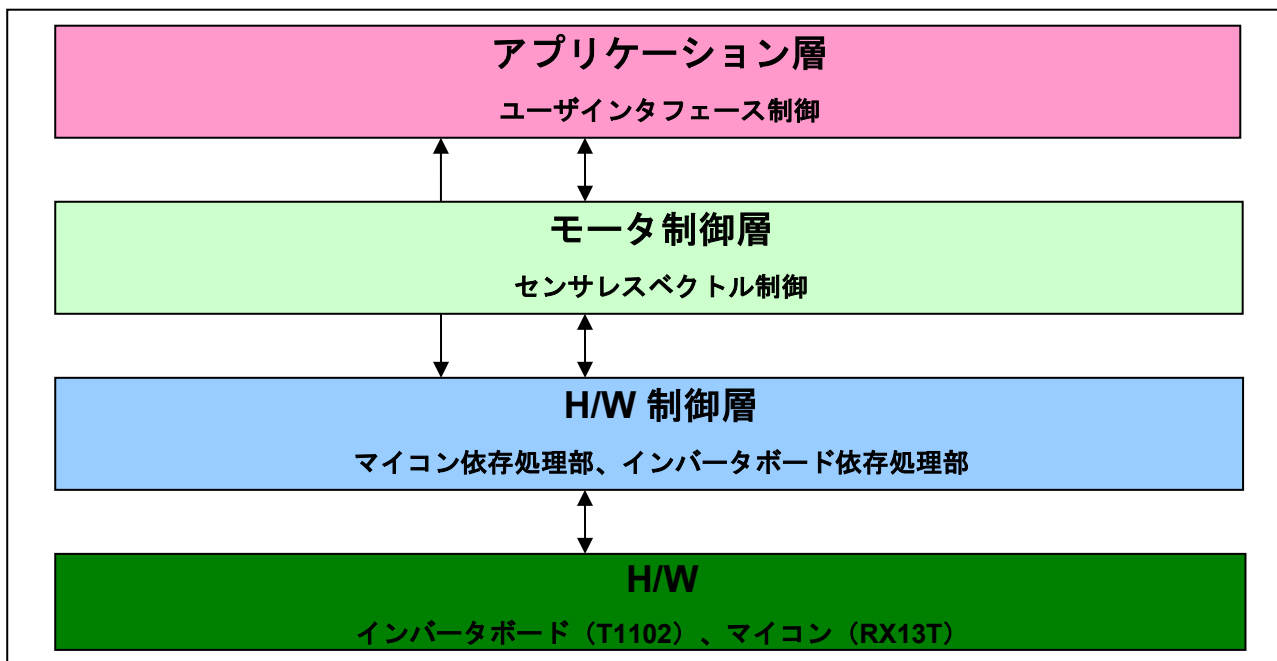 アプリケーション層
ユーザインタフェース制御
モータ制御層
センサレスベクトル制御
H/W 制御層
マイコン依存処理部、インバータボード依存処理部
H/W
インバータボード（T1102）、マイコン（RX13T）